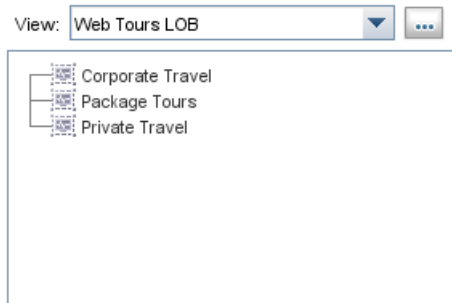 View: Web Tours LOB ...
Corporate Travel
Package Tours
Private Travel